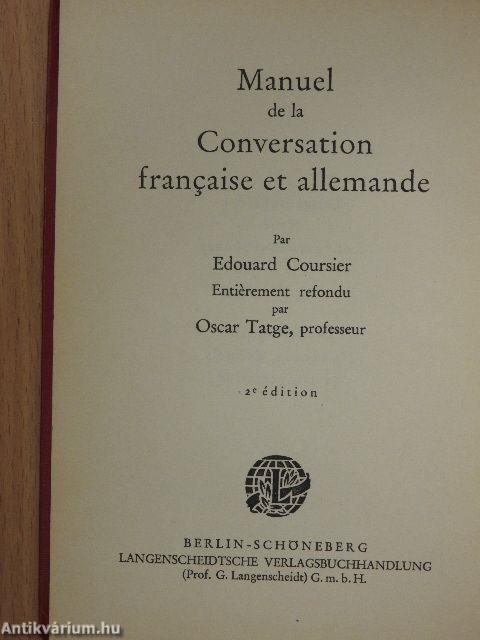 Manuel
de la
Conversation
française et allemande
Par
Edouard Coursier
Entièrement refondu
par
Oscar Tatge, professeur
2e édition
L
BERLIN-SCHÖNEBERG
LANGENSCHEIDTSCHE VERLAGSBUCHHANDLUNG
(Prof. G. Langenscheidt) G. m. b. H.
Antikvárium.hu